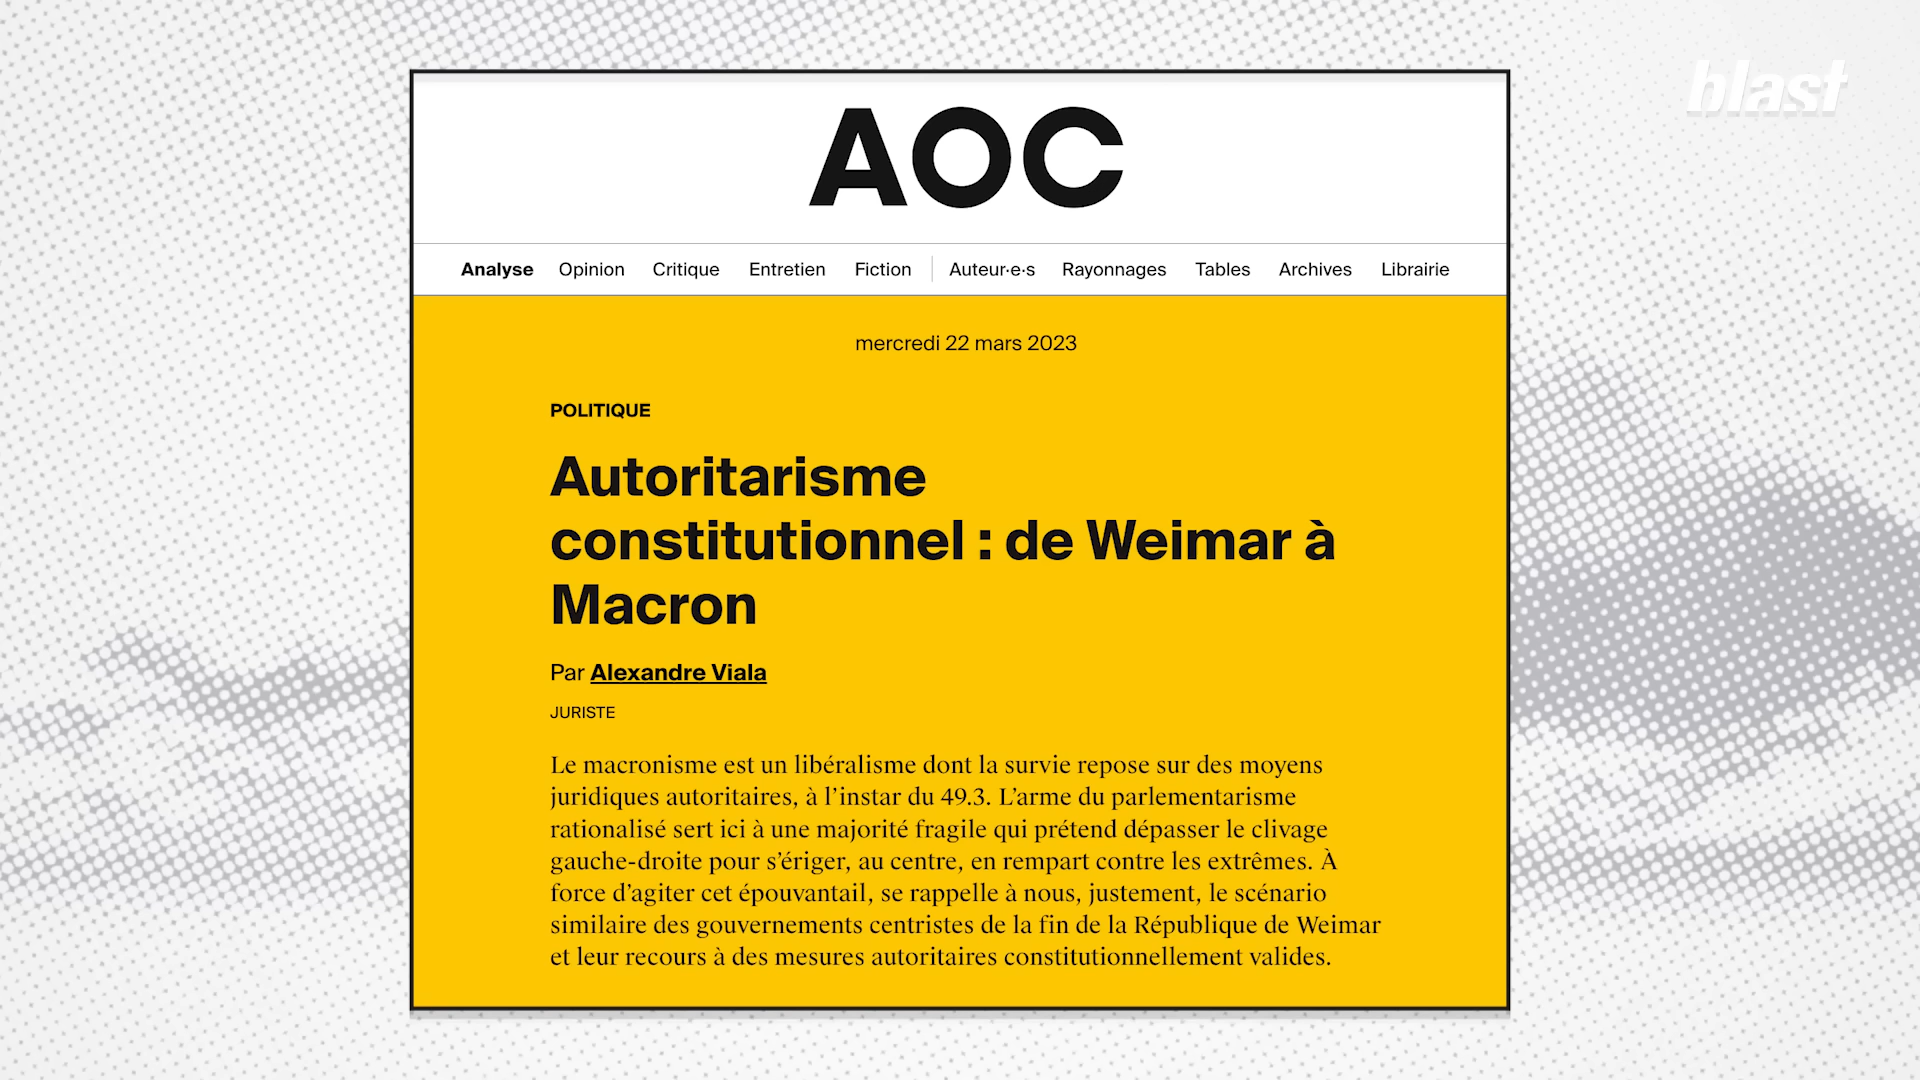 blast
AOC
Analyse Opinion Critique Entretien Fiction Auteur·e·s Rayonnages Tables Archives Librairie
mercredi 22 mars 2023
POLITIQUE
Autoritarisme
constitutionnel : de Weimar à
Macron
Par Alexandre Viala
JURISTE
Le macronisme est un libéralisme dont la survie repose sur des moyens
juridiques autoritaires, à l’instar du 49.3. L’arme du parlementarisme
rationalisé sert ici à une majorité fragile qui prétend dépasser le clivage
gauche-droite pour s’ériger, au centre, en rempart contre les extrêmes. À
force d’agiter cet épouvantail, se rappelle à nous, justement, le scénario
similaire des gouvernements centristes de la fin de la République de Weimar
et leur recours à des mesures autoritaires constitutionnellement valides.